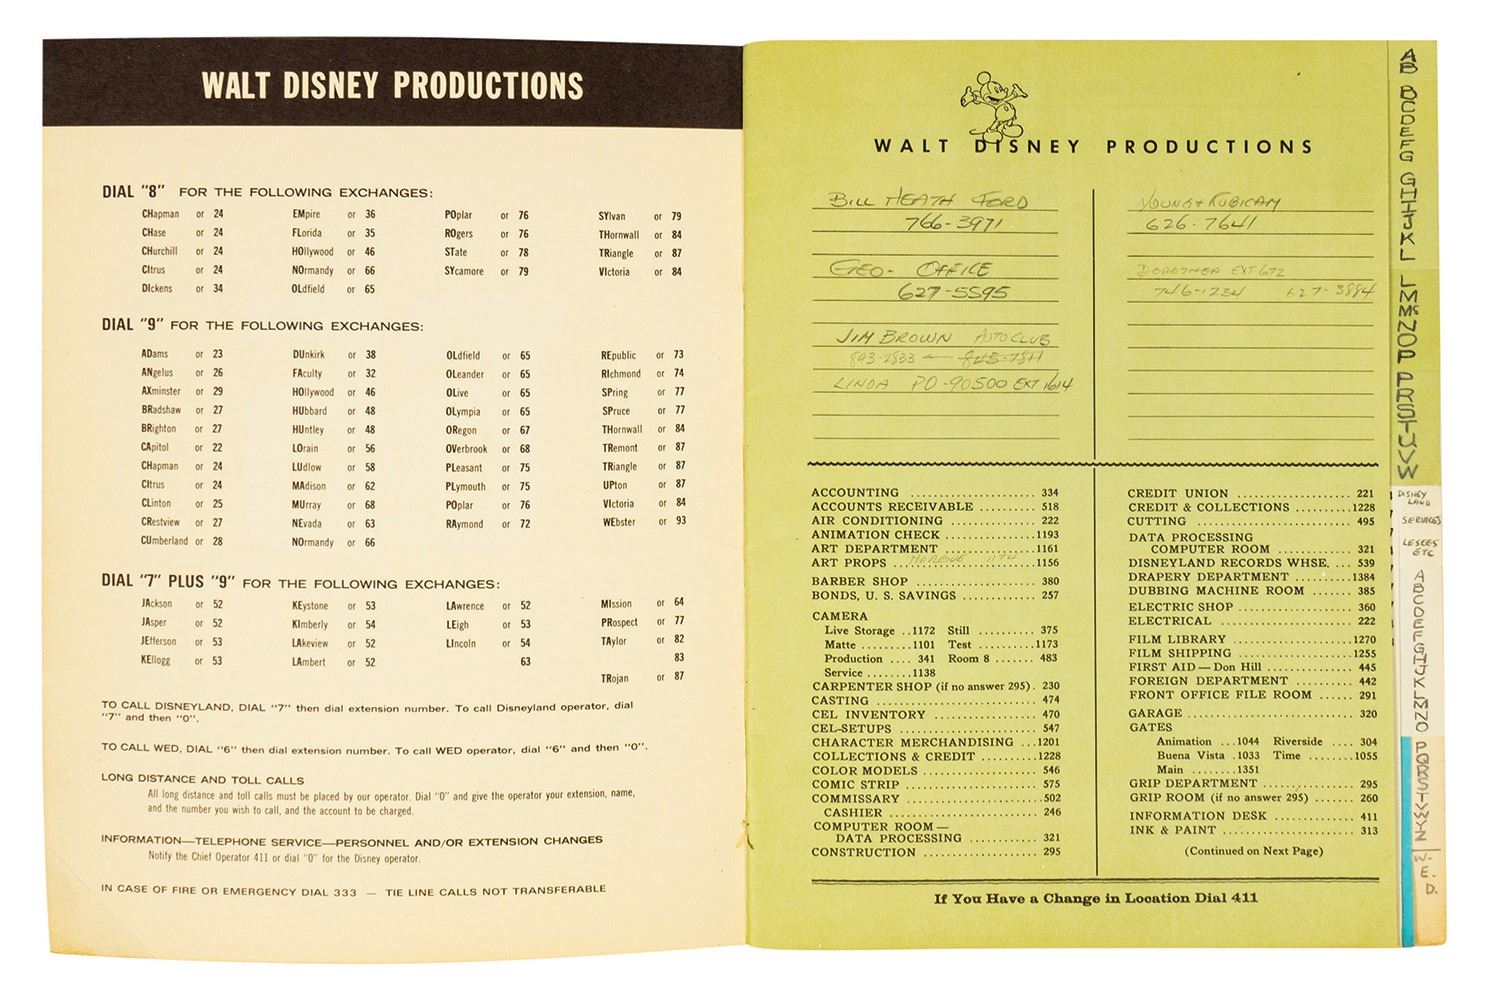 WALT DISNEY PRODUCTIONS
DIAL "8" FOR THE FOLLOWING EXCHANGES:
CHapman or 24 EMpire or 36 POplar or 76 SYlvan or 79
CHase or 24 FLorida or 35 ROgers or 76 THornwall or 84
CHurchill or 24 HOllywood or 46 STate or 78 TRiangle or 87
CItrus or 24 NOrmandy or 66 SYcamore or 79 VIctoria or 84
DIckens or 34 OLdfield or 65
DIAL "9" FOR THE FOLLOWING EXCHANGES:
ADams or 23 DUnkirk or 38 OLdfield or 65 REpublic or 73
ANgelus or 26 FAculty or 32 OLeander or 65 RIchmond or 74
AXminster or 29 HOllywood or 46 OLive or 65 SPring or 77
BRadshaw or 27 HUbbard or 48 OLympia or 65 SPruce or 77
BRighton or 27 HUntley or 48 ORegon or 67 THornwall or 84
CApitol or 22 LOrain or 56 OVerbrook or 68 TRemont or 87
CHapman or 24 LUdlow or 58 PLeasant or 75 TRiangle or 87
CItrus or 24 MAdison or 62 PLymouth or 75 UPton or 87
CLinton or 25 MUrray or 68 POplar or 76 VIctoria or 84
CRestview or 27 NEvada or 63 RAymond or 72 WEbster or 93
CUmberland or 28 NOrmandy or 66
DIAL "7" PLUS "9" FOR THE FOLLOWING EXCHANGES:
JAckson or 52 KEystone or 53 LAwrence or 52 MIssion or 64
JAsper or 52 KImberly or 54 LEigh or 53 PRospect or 77
JEfferson or 53 LAkeview or 52 LIncoln or 54 TAylor or 82
KEllogg or 53 LAmbert or 52 63 83
TRojan or 87
TO CALL DISNEYLAND, DIAL "7" then dial extension number. To call Disneyland operator, dial
"7" and then "0".
TO CALL WED, DIAL "6" then dial extension number. To call WED operator, dial "6" and then "0".
LONG DISTANCE AND TOLL CALLS
All long distance and toll calls must be placed by our operator. Dial "0" and give the operator your extension, name,
and the number you wish to call, and the account to be charged.
INFORMATION—TELEPHONE SERVICE—PERSONNEL AND/OR EXTENSION CHANGES
Notify the Chief Operator 411 or dial "0" for the Disney operator.
IN CASE OF FIRE OR EMERGENCY DIAL 333 — TIE LINE CALLS NOT TRANSFERABLE
WALT DISNEY PRODUCTIONS
BILL HEATH FORD
766-3971
GEO- OFFICE
627-5595
JIM BROWN AUTO CLUB
843-2833
LINDA PD-90500 EXT 1614
YOUNG & RUBICAM
626-7641
DOROTHEA EXT 672
746-1234 627-3884
ACCOUNTING 334
ACCOUNTS RECEIVABLE 518
AIR CONDITIONING 222
ANIMATION CHECK 1193
ART DEPARTMENT 1161
MORGUE 1174
ART PROPS 1156
BARBER SHOP 380
BONDS, U. S. SAVINGS 257
CAMERA
Live Storage ..1172 Still 375
Matte 1101 Test 1173
Production .... 341 Room 8 483
Service 1138
CARPENTER SHOP (if no answer 295). 230
CASTING 474
CEL INVENTORY 470
CEL-SETUPS 547
CHARACTER MERCHANDISING ...1201
COLLECTIONS & CREDIT 1228
COLOR MODELS 546
COMIC STRIP 575
COMMISSARY 502
CASHIER 246
COMPUTER ROOM—
DATA PROCESSING 321
CONSTRUCTION 295
CREDIT UNION 221
CREDIT & COLLECTIONS 1228
CUTTING 495
DATA PROCESSING
COMPUTER ROOM 321
DISNEYLAND RECORDS WHSE. ... 539
DRAPERY DEPARTMENT 1384
DUBBING MACHINE ROOM 385
ELECTRIC SHOP 360
ELECTRICAL 222
FILM LIBRARY 1270
FILM SHIPPING 1255
FIRST AID—Don Hill 445
FOREIGN DEPARTMENT 442
FRONT OFFICE FILE ROOM 291
GARAGE 320
GATES
Animation ...1044 Riverside .... 304
Buena Vista .1033 Time 1055
Main 1351
GRIP DEPARTMENT 295
GRIP ROOM (if no answer 295) 260
INFORMATION DESK 411
INK & PAINT 313
(Continued on Next Page)
If You Have a Change in Location Dial 411
AB
BCDEFG
GHIJKL
LMMcNOP
PRSTUVW
DISNEY
LAND
SERVICES
ETC
ABCDEFGHIJKLMNO
PQRSTVWYZ
W.
E.
D.